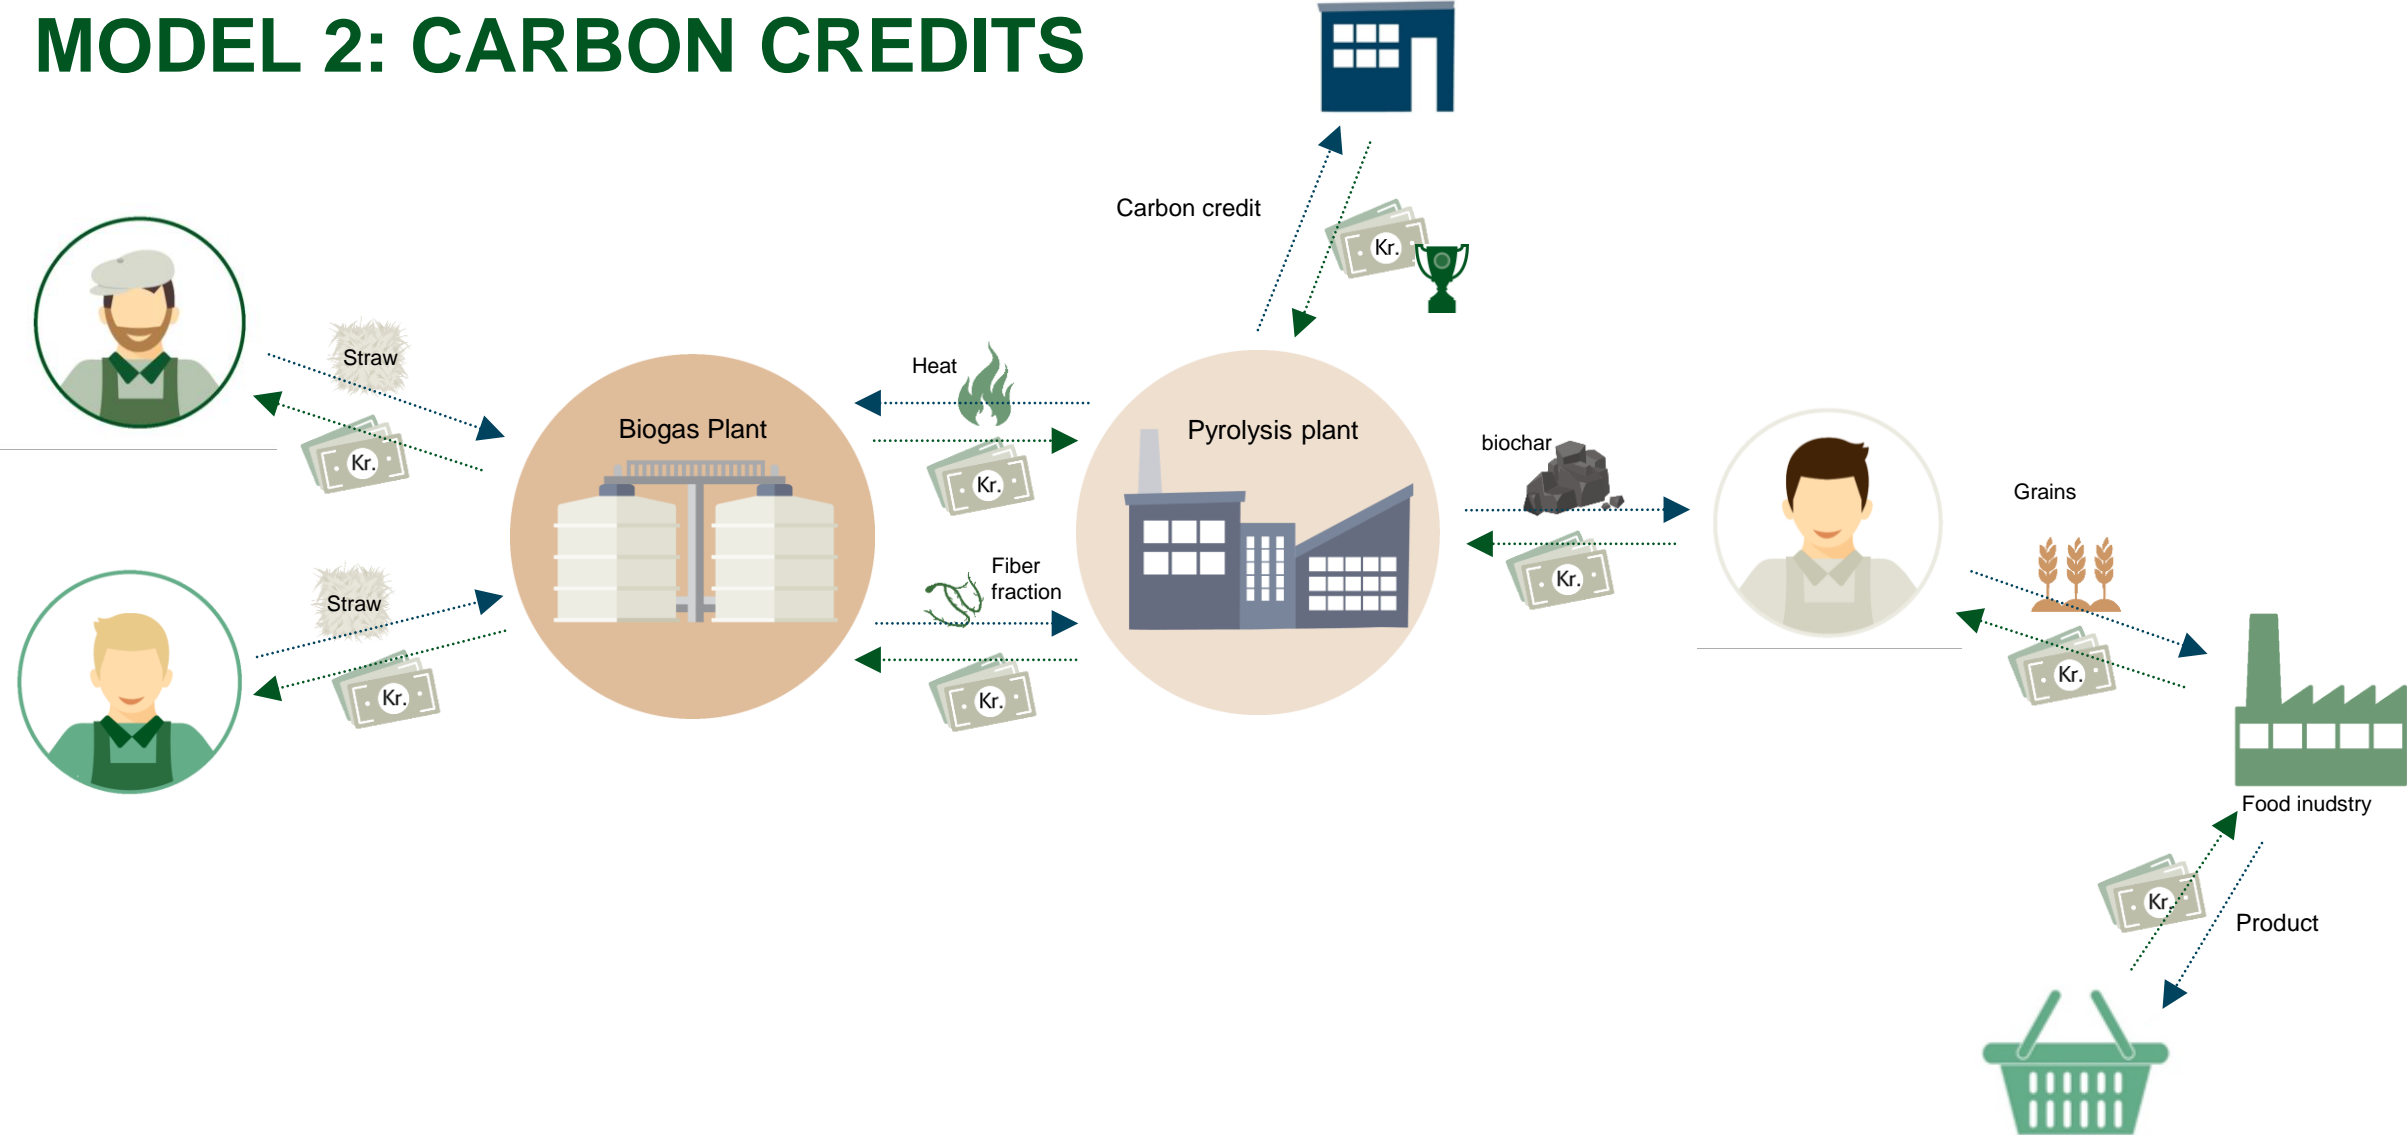 MODEL 2: CARBON CREDITS
Carbon credit
Kr.
Straw
Kr.
Straw
Kr.
Biogas Plant
Heat
Kr.
Fiber
fraction
Kr.
Pyrolysis plant
biochar
Kr.
Grains
Kr.
Food inudstry
Kr.
Product